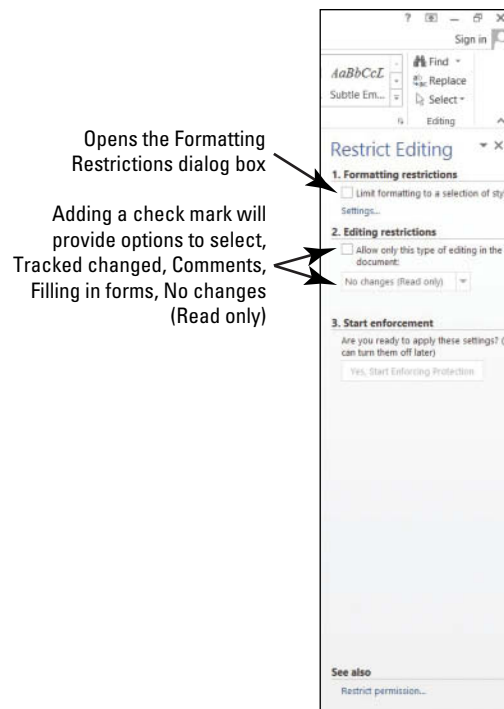 ?
Sign in
AaBbCcI
Subtle Em...
Find
Replace
Select
Editing
Opens the Formatting
Restrictions dialog box
Adding a check mark will
provide options to select,
Tracked changed, Comments,
Filling in forms, No changes
(Read only)
Restrict Editing
1. Formatting restrictions
Limit formatting to a selection of sty
Settings...
2. Editing restrictions
Allow only this type of editing in the
document:
No changes (Read only)
3. Start enforcement
Are you ready to apply these settings? (
can turn them off later)
Yes, Start Enforcing Protection
See also
Restrict permission...